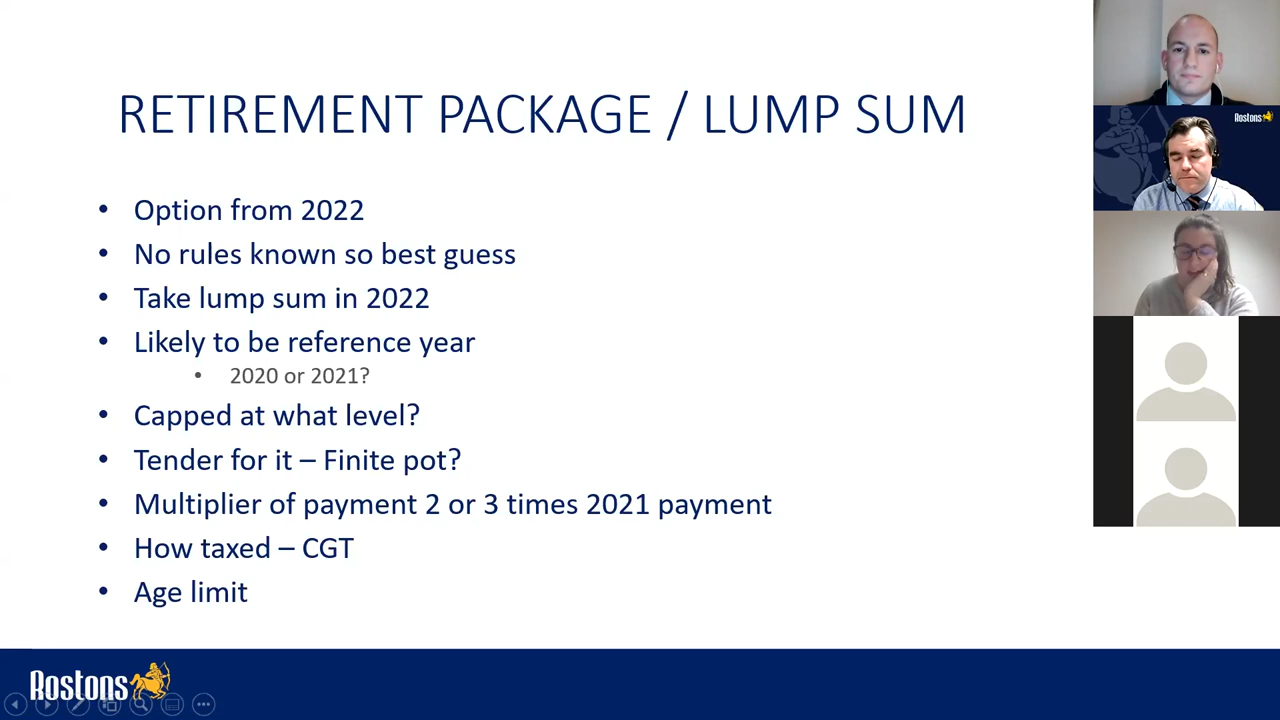 RETIREMENT PACKAGE / LUMP SUM
• Option from 2022
• No rules known so best guess
• Take lump sum in 2022
• Likely to be reference year
• 2020 or 2021?
• Capped at what level?
• Tender for it – Finite pot?
• Multiplier of payment 2 or 3 times 2021 payment
• How taxed – CGT
• Age limit
Rostons
Rostons